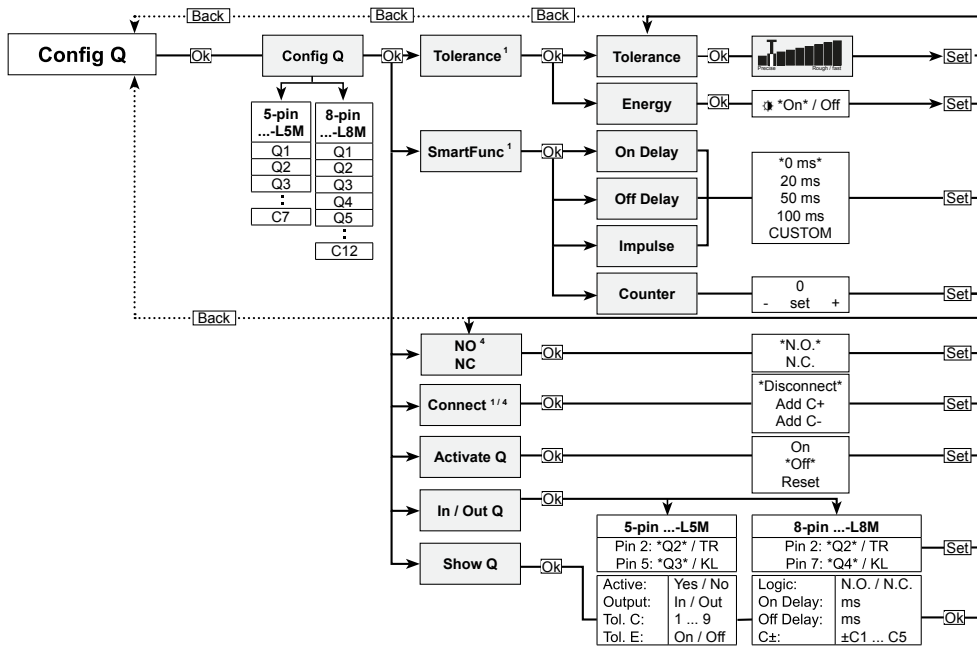 Back
Back
Back
Config Q
Ok
Config Q
Ok
Tolerance 1
Ok
Tolerance
Ok
Precise
Rough / fast
Set
Energy
Ok
*On* / Off
Set
5-pin
...-L5M
Q1
Q2
Q3
C7
8-pin
...-L8M
Q1
Q2
Q3
Q4
Q5
C12
SmartFunc 1
Ok
On Delay
Off Delay
Impulse
*0 ms*
20 ms
50 ms
100 ms
CUSTOM
Set
Counter
0
- set +
Set
Back
NO 4
NC
Ok
*N.O.*
N.C.
Set
Connect 1 / 4
Ok
*Disconnect*
Add C+
Add C-
Set
Activate Q
Ok
On
*Off*
Reset
Set
In / Out Q
Ok
5-pin ...-L5M
Pin 2: *Q2* / TR
Pin 5: *Q3* / KL
8-pin ...-L8M
Pin 2: *Q2* / TR
Pin 7: *Q4* / KL
Set
Show Q
Ok
Active: Yes / No
Output: In / Out
Tol. C: 1 ... 9
Tol. E: On / Off
Logic: N.O. / N.C.
On Delay: ms
Off Delay: ms
C±: ±C1 ... C5
Ok